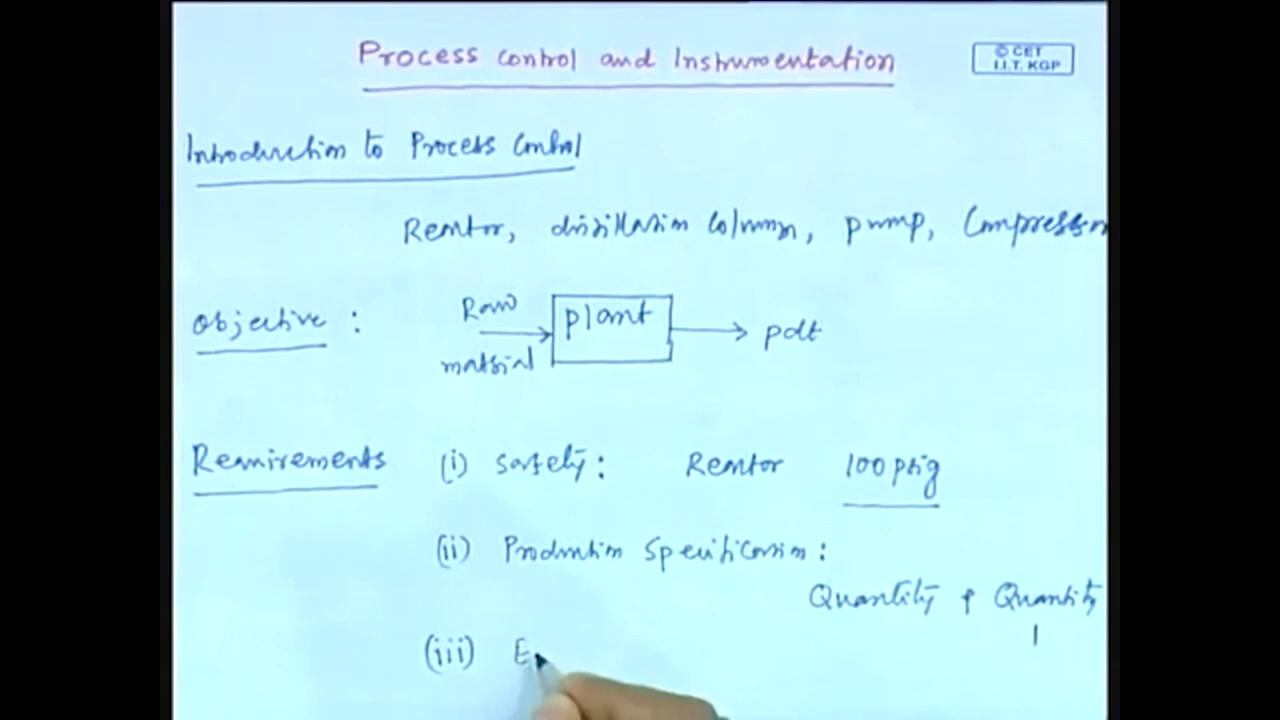 Process control and Instrumentation
© CET
I.I.T. KGP
Introduction to Process Control
Reactor, distillation column, pump, Compressor
Objective :
Raw
material
plant
pdt
Requirements (i) Safety : Reactor 100 psig
(ii) Production Specification :
Quantity & Quantity
(iii) E